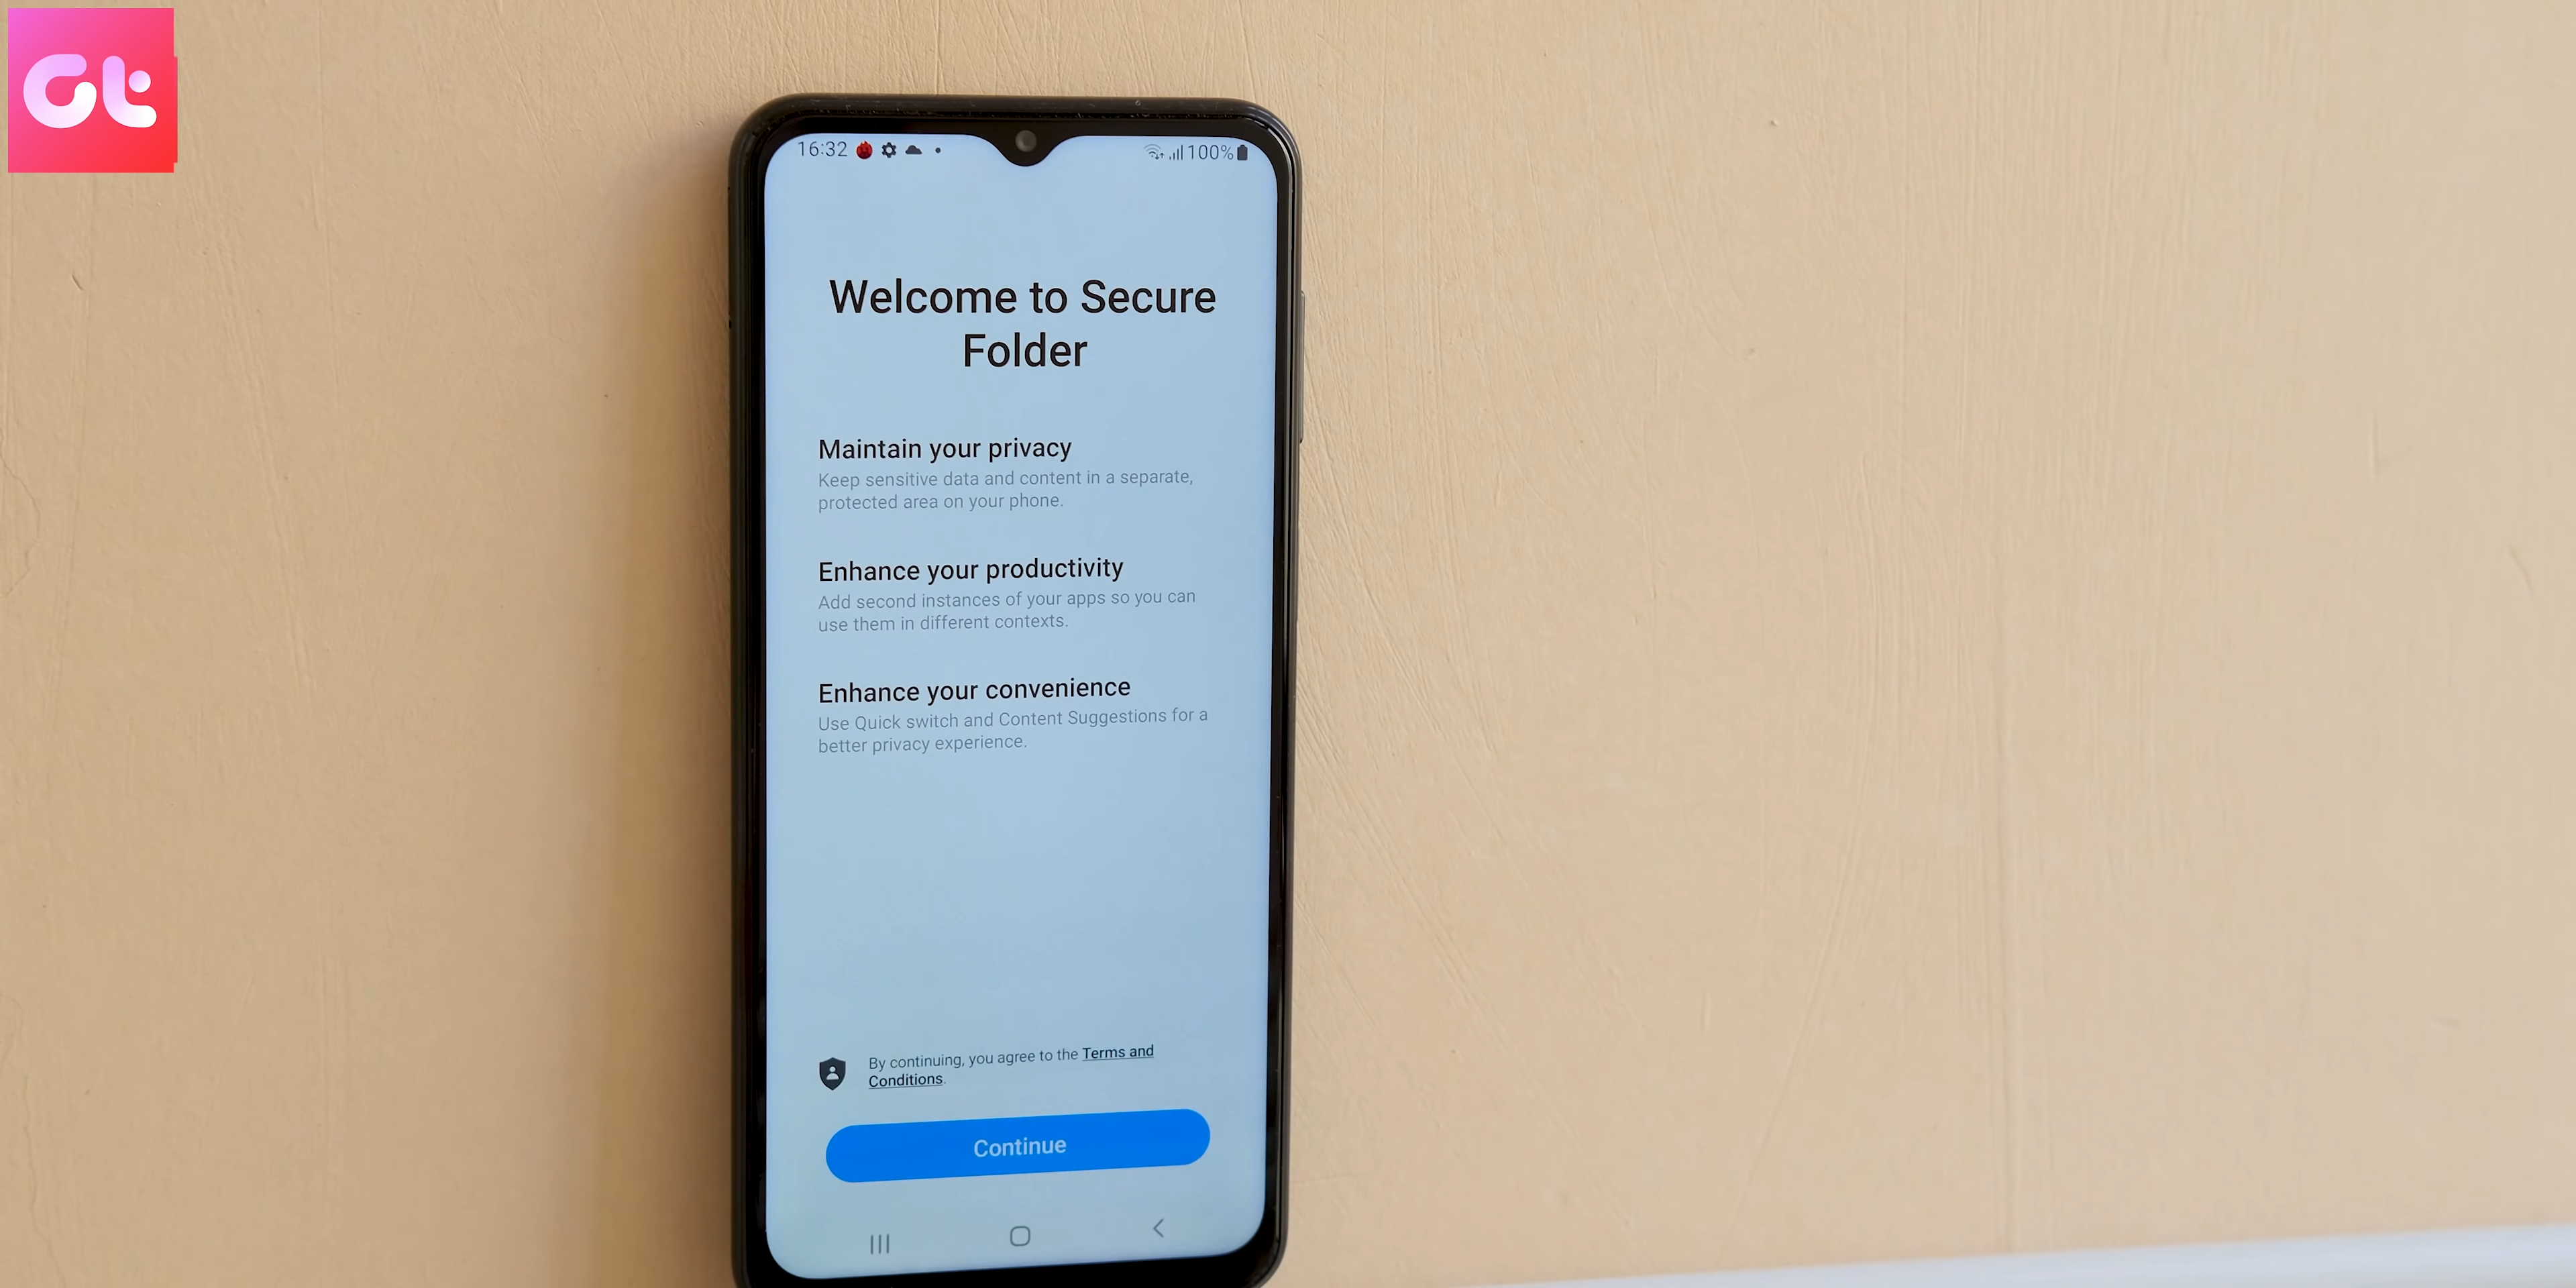 Gt
16:32
100%
Welcome to Secure
Folder
Maintain your privacy
Keep sensitive data and content in a separate,
protected area on your phone.
Enhance your productivity
Add second instances of your apps so you can
use them in different contexts.
Enhance your convenience
Use Quick switch and Content Suggestions for a
better privacy experience.
By continuing, you agree to the Terms and
Conditions.
Continue